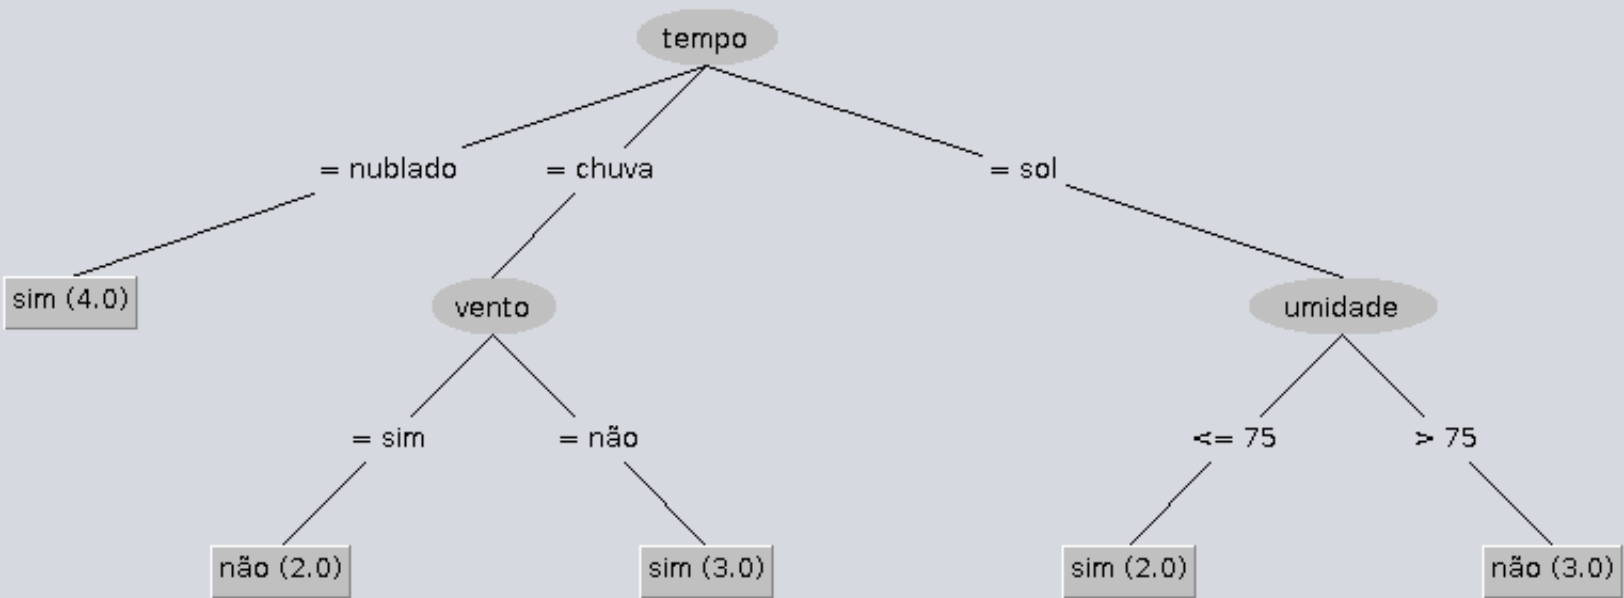 tempo
= nublado
= chuva
= sol
sim (4.0)
vento
umidade
= sim
= não
<= 75
> 75
não (2.0)
sim (3.0)
sim (2.0)
não (3.0)